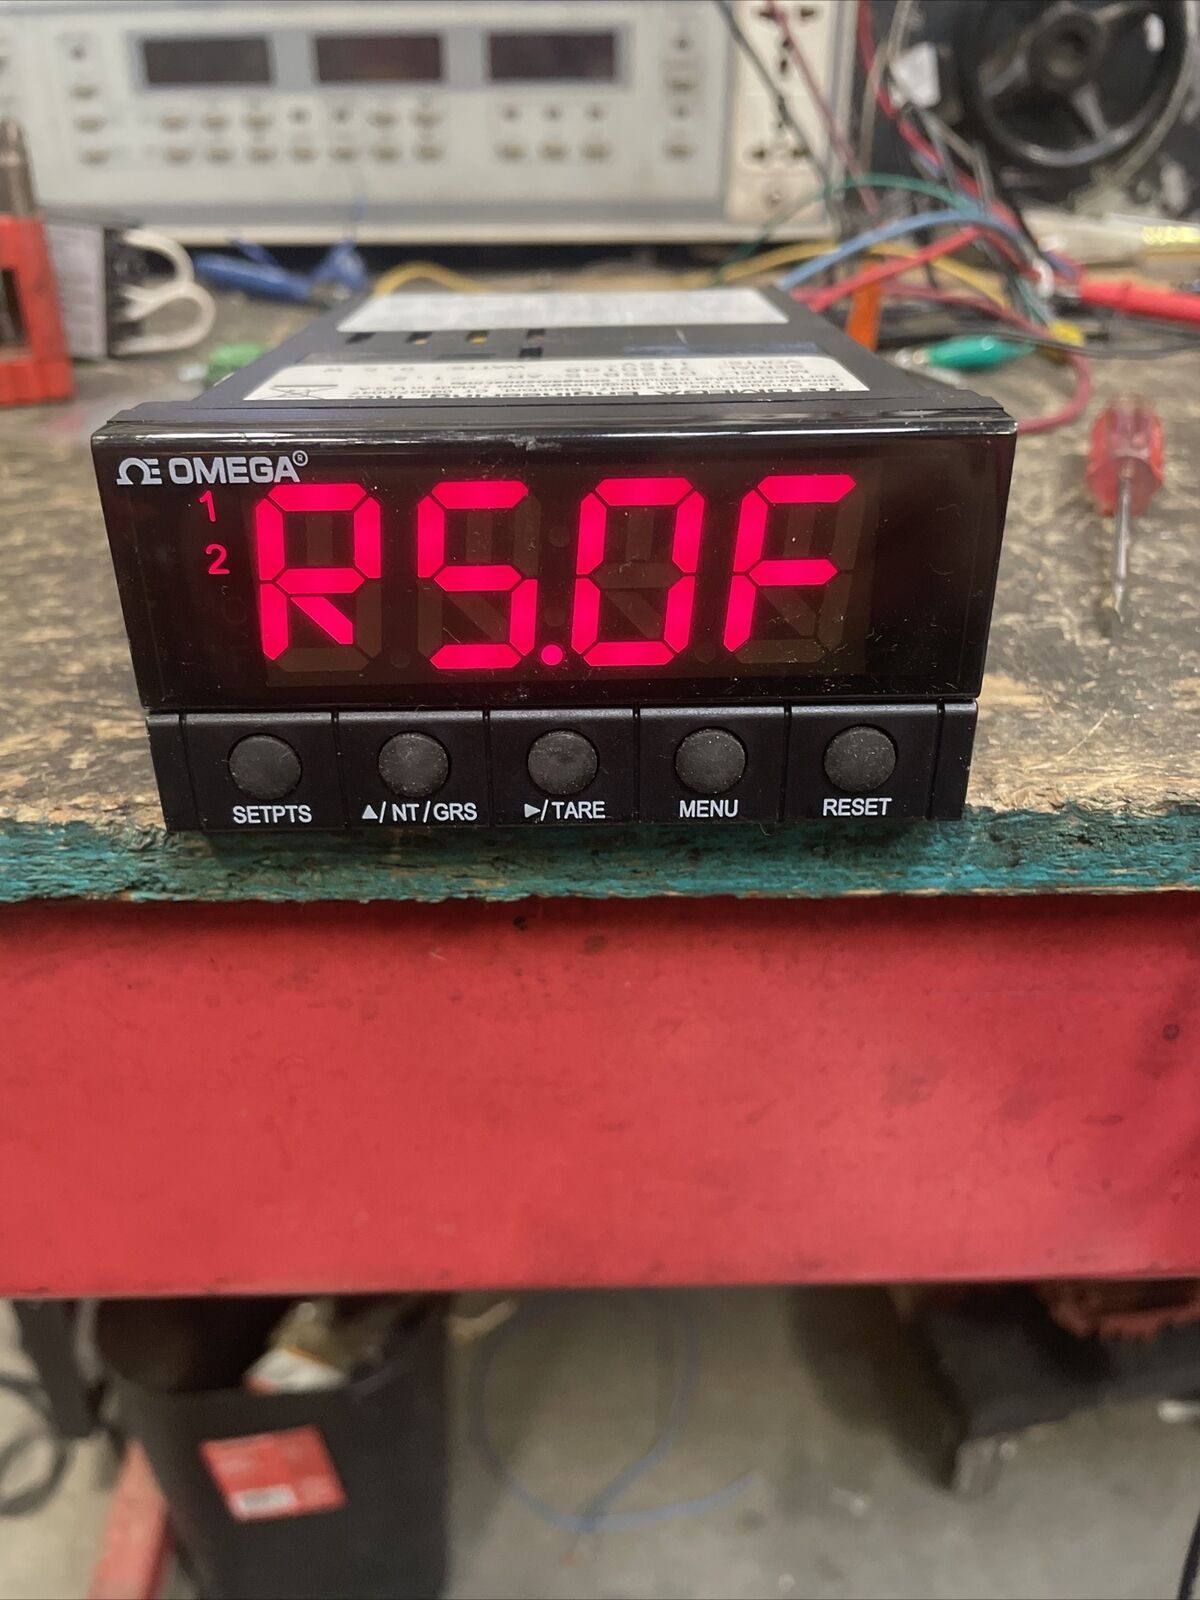 OMEGA®
1
2
R5.0F
SETPTS
▲/NT/GRS
►/TARE
MENU
RESET